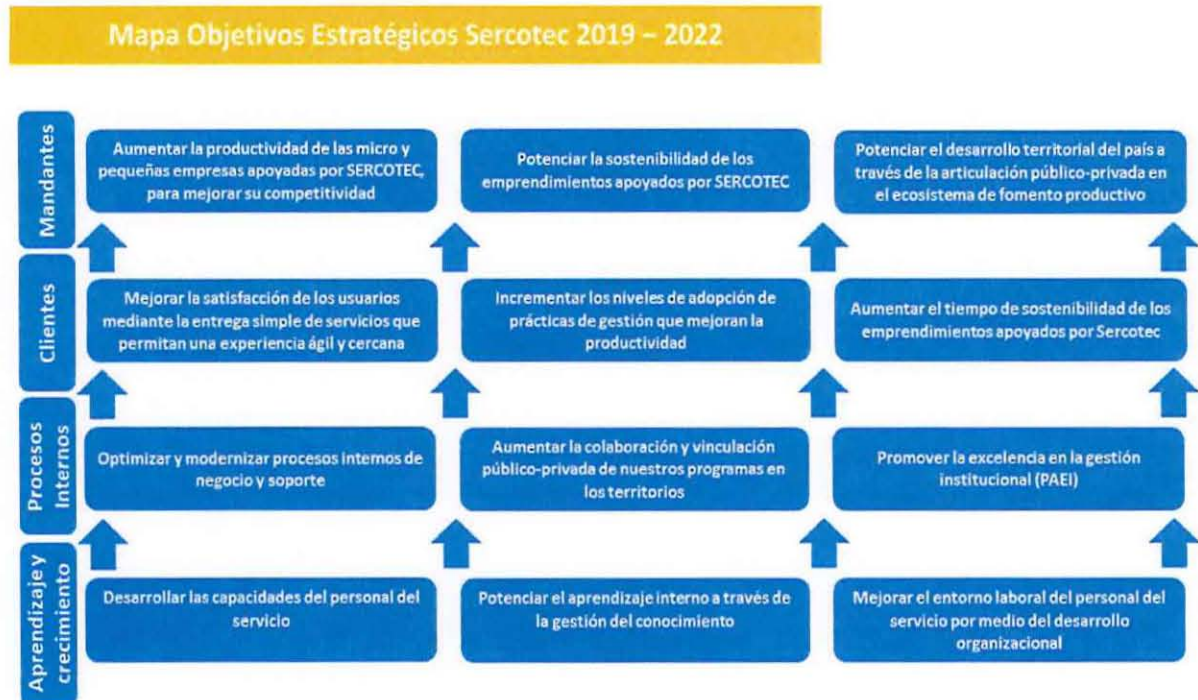 Mapa Objetivos Estratégicos Sercotec 2019 – 2022
Mandantes
Aumentar la productividad de las micro y
pequeñas empresas apoyadas por SERCOTEC,
para mejorar su competitividad
Potenciar la sostenibilidad de los
emprendimientos apoyados por SERCOTEC
Potenciar el desarrollo territorial del país a
través de la articulación público-privada en
el ecosistema de fomento productivo
Clientes
Mejorar la satisfacción de los usuarios
mediante la entrega simple de servicios que
permitan una experiencia ágil y cercana
Incrementar los niveles de adopción de
prácticas de gestión que mejoran la
productividad
Aumentar el tiempo de sostenibilidad de los
emprendimientos apoyados por Sercotec
Procesos
Internos
Optimizar y modernizar procesos internos de
negocio y soporte
Aumentar la colaboración y vinculación
público-privada de nuestros programas en
los territorios
Promover la excelencia en la gestión
institucional (PAEI)
Aprendizaje y
crecimiento
Desarrollar las capacidades del personal del
servicio
Potenciar el aprendizaje interno a través de
la gestión del conocimiento
Mejorar el entorno laboral del personal del
servicio por medio del desarrollo
organizacional